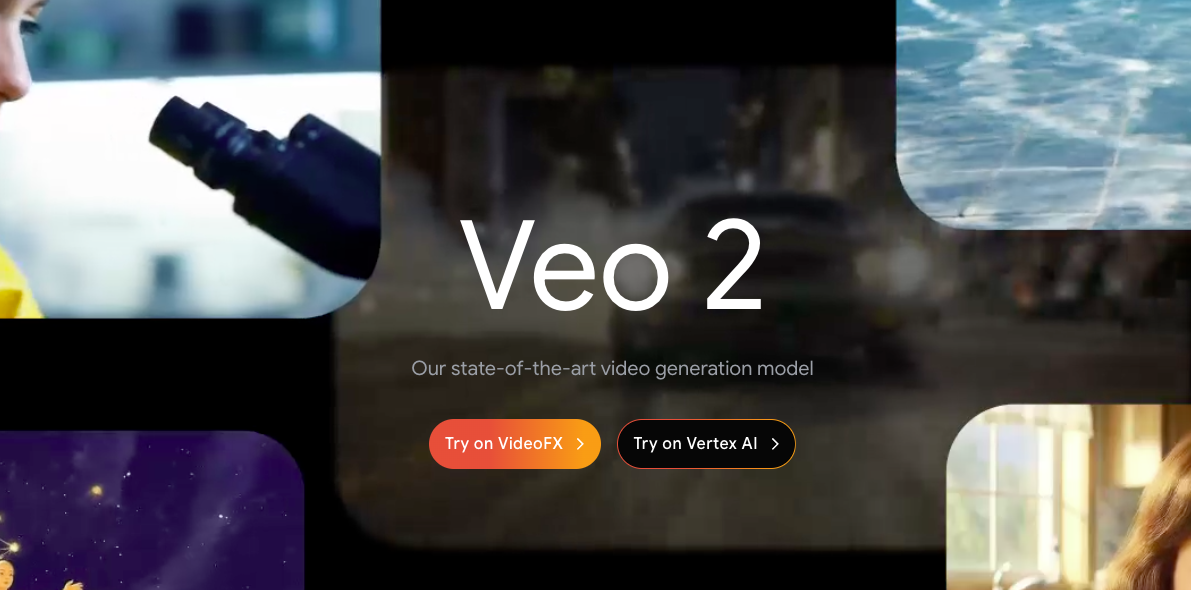 Veo 2
Our state-of-the-art video generation model
Try on VideoFX
Try on Vertex AI